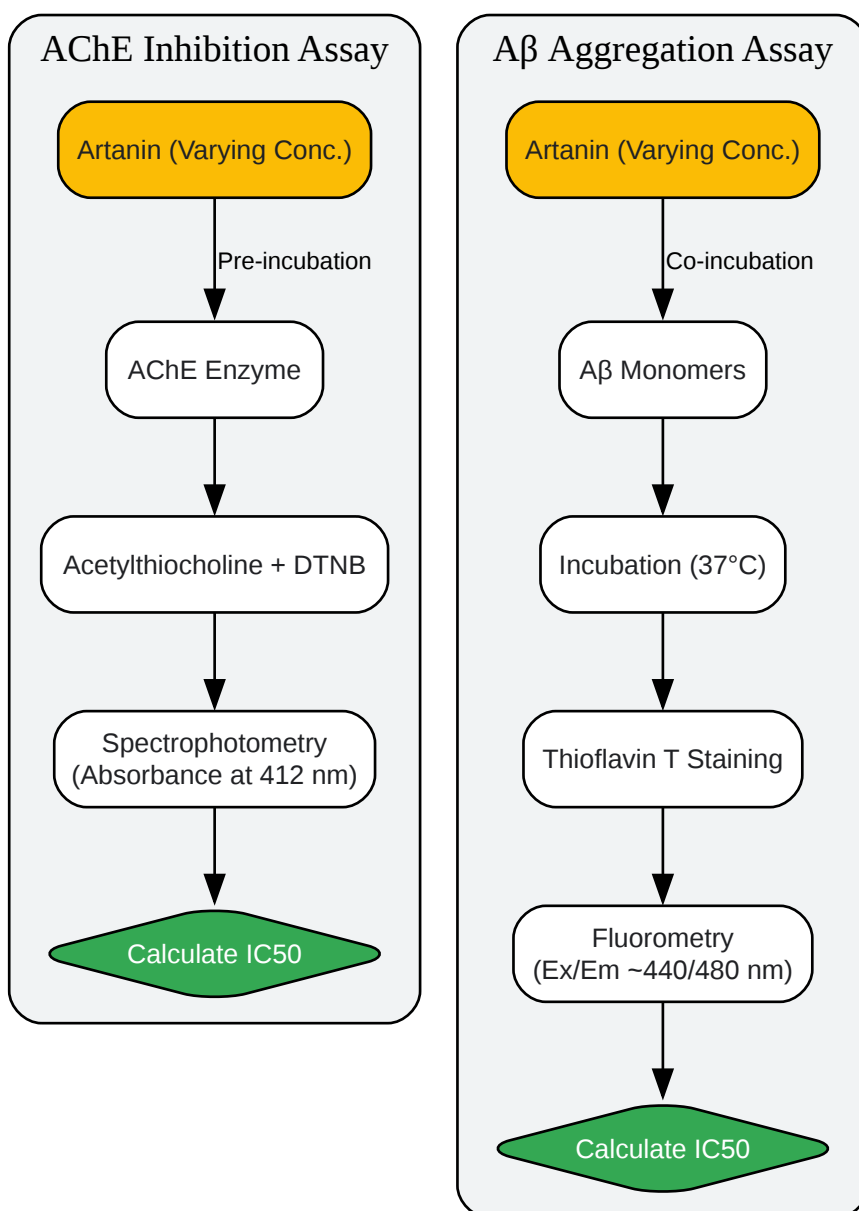 AChE Inhibition Assay
Artanin (Varying Conc.)
Pre-incubation
AChE Enzyme
Acetylthiocholine + DTNB
Spectrophotometry
(Absorbance at 412 nm)
Calculate IC50
Aβ Aggregation Assay
Artanin (Varying Conc.)
Co-incubation
Aβ Monomers
Incubation (37°C)
Thioflavin T Staining
Fluorometry
(Ex/Em ~440/480 nm)
Calculate IC50